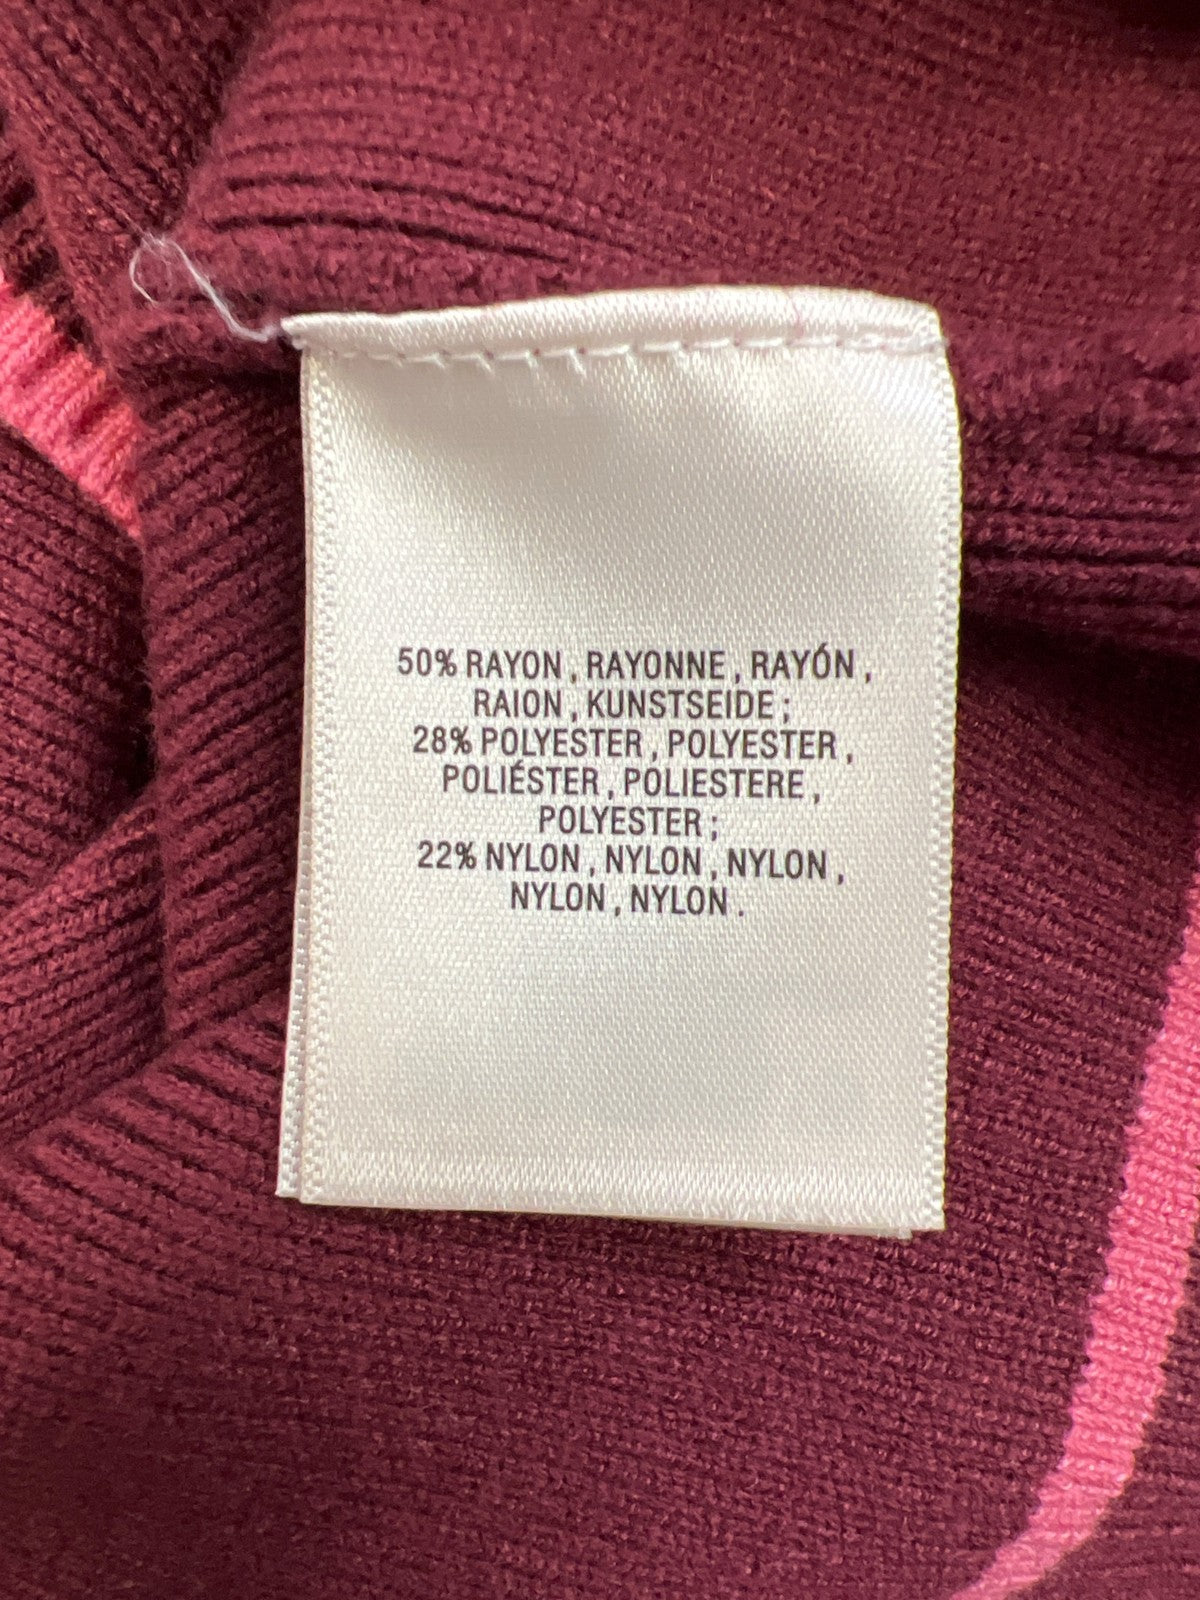 50% RAYON, RAYONNE, RAYÓN,
RAION, KUNSTSEIDE;
28% POLYESTER, POLYESTER,
POLIÉSTER, POLIESTERE,
POLYESTER;
22% NYLON, NYLON, NYLON,
NYLON, NYLON.